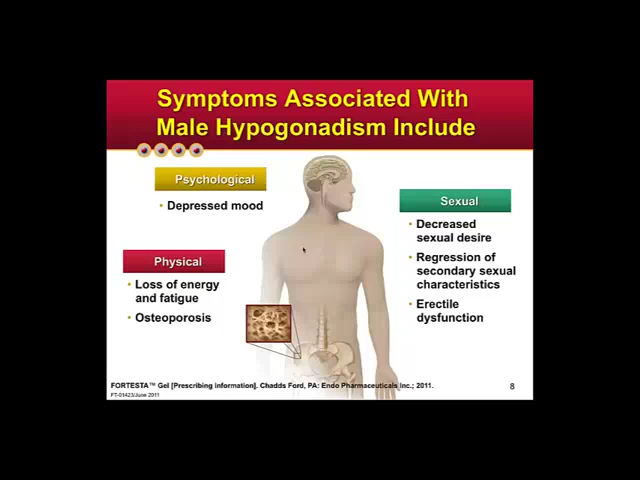 Symptoms Associated With
Male Hypogonadism Include
Psychological
• Depressed mood
Physical
• Loss of energy
and fatigue
• Osteoporosis
Sexual
• Decreased
sexual desire
• Regression of
secondary sexual
characteristics
• Erectile
dysfunction
FORTESTA™ Gel [Prescribing information]. Chadds Ford, PA: Endo Pharmaceuticals Inc.; 2011.
FT-01423/June 2011
8